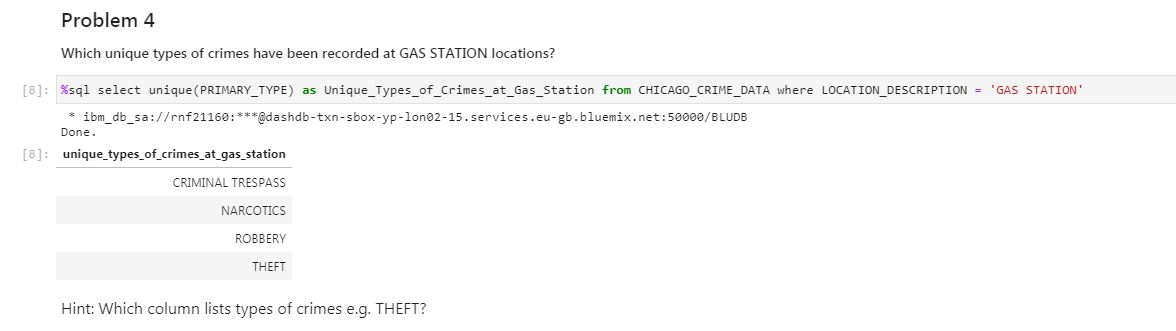 Problem 4
Which unique types of crimes have been recorded at GAS STATION locations?
[8]: %sql select unique(PRIMARY_TYPE) as Unique_Types_of_Crimes_at_Gas_Station from CHICAGO_CRIME_DATA where LOCATION_DESCRIPTION = 'GAS STATION'
* ibm_db_sa://rnf21160:***@dashdb-txn-sbox-yp-lon02-15.services.eu-gb.bluemix.net:50000/BLUDB
Done.
[8]: unique_types_of_crimes_at_gas_station
CRIMINAL TRESPASS
NARCOTICS
ROBBERY
THEFT
Hint: Which column lists types of crimes e.g. THEFT?